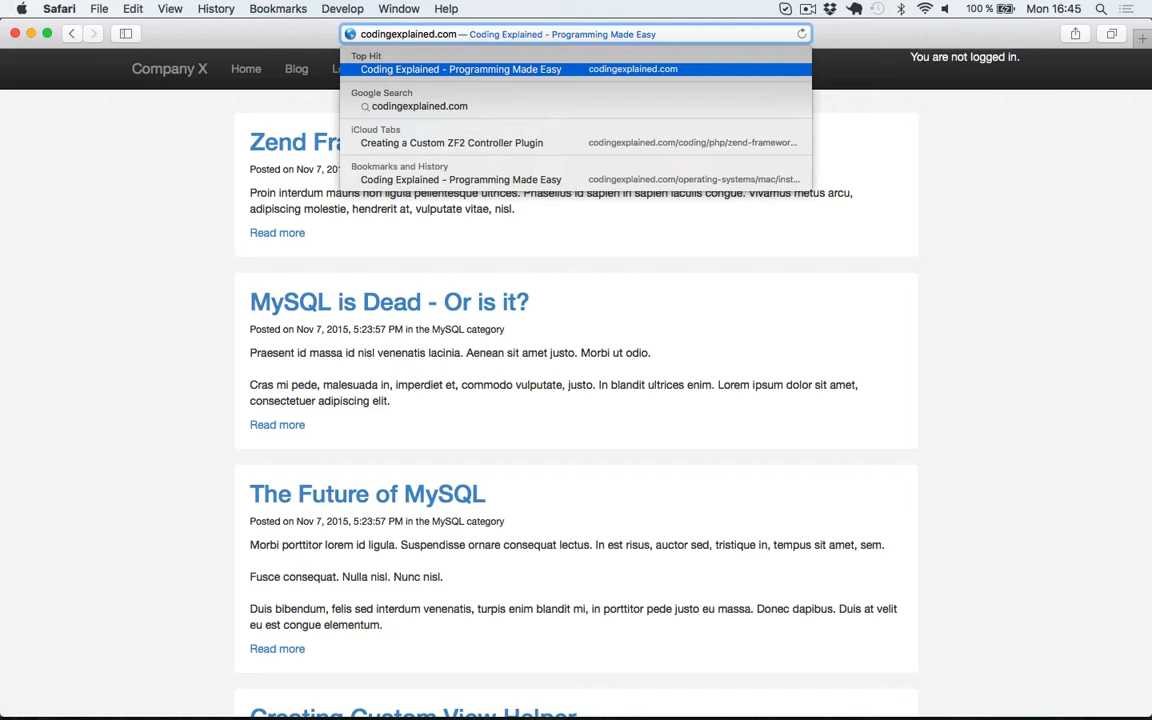 Safari File Edit View History Bookmarks Develop Window Help 100 % Mon 16:45
codingexplained.com — Coding Explained - Programming Made Easy
Top Hit
Coding Explained - Programming Made Easy codingexplained.com
Google Search
codingexplained.com
iCloud Tabs
Creating a Custom ZF2 Controller Plugin codingexplained.com/coding/php/zend-framewor...
Bookmarks and History
Coding Explained - Programming Made Easy codingexplained.com/operating-systems/mac/inst...
Company X Home Blog
You are not logged in.
Zend
Posted on Nov 7, 20
Proin interdum mauris non ligula pellentesque ultrices. Phasellus id sapien in sapien iaculis congue. Vivamus metus arcu,
adipiscing molestie, hendrerit at, vulputate vitae, nisl.
Read more
MySQL is Dead - Or is it?
Posted on Nov 7, 2015, 5:23:57 PM in the MySQL category
Praesent id massa id nisl venenatis lacinia. Aenean sit amet justo. Morbi ut odio.
Cras mi pede, malesuada in, imperdiet et, commodo vulputate, justo. In blandit ultrices enim. Lorem ipsum dolor sit amet,
consectetuer adipiscing elit.
Read more
The Future of MySQL
Posted on Nov 7, 2015, 5:23:57 PM in the MySQL category
Morbi porttitor lorem id ligula. Suspendisse ornare consequat lectus. In est risus, auctor sed, tristique in, tempus sit amet, sem.
Fusce consequat. Nulla nisl. Nunc nisl.
Duis bibendum, felis sed interdum venenatis, turpis enim blandit mi, in porttitor pede justo eu massa. Donec dapibus. Duis at velit
eu est congue elementum.
Read more
Creating Custom View Helper